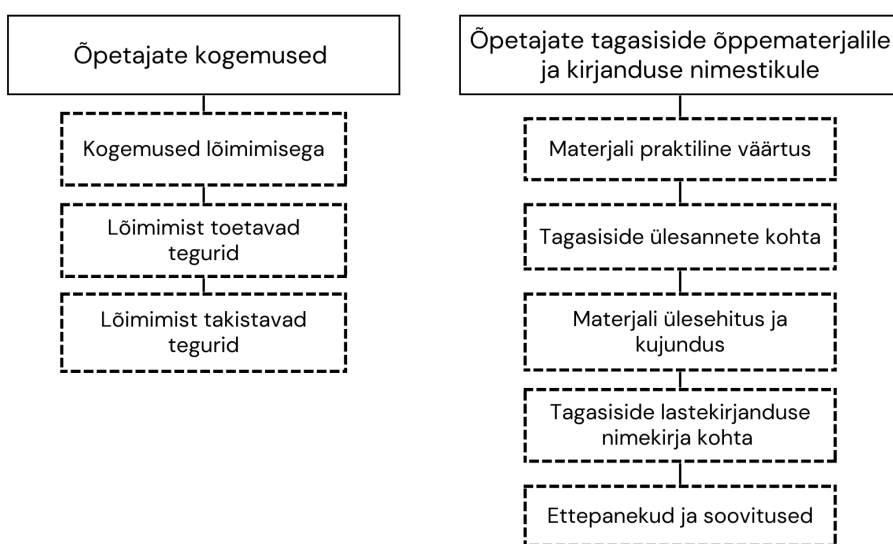 Õpetajate kogemused
Kogemused lõimimisega
Lõimimist toetavad
tegurid
Lõimimist takistavad
tegurid
Õpetajate tagasiside õppematerjalile
ja kirjanduse nimestikule
Materjali praktiline väärtus
Tagasiside ülesannete kohta
Materjali ülesehitus ja
kujundus
Tagasiside lastekirjanduse
nimekirja kohta
Ettepanekud ja soovitused